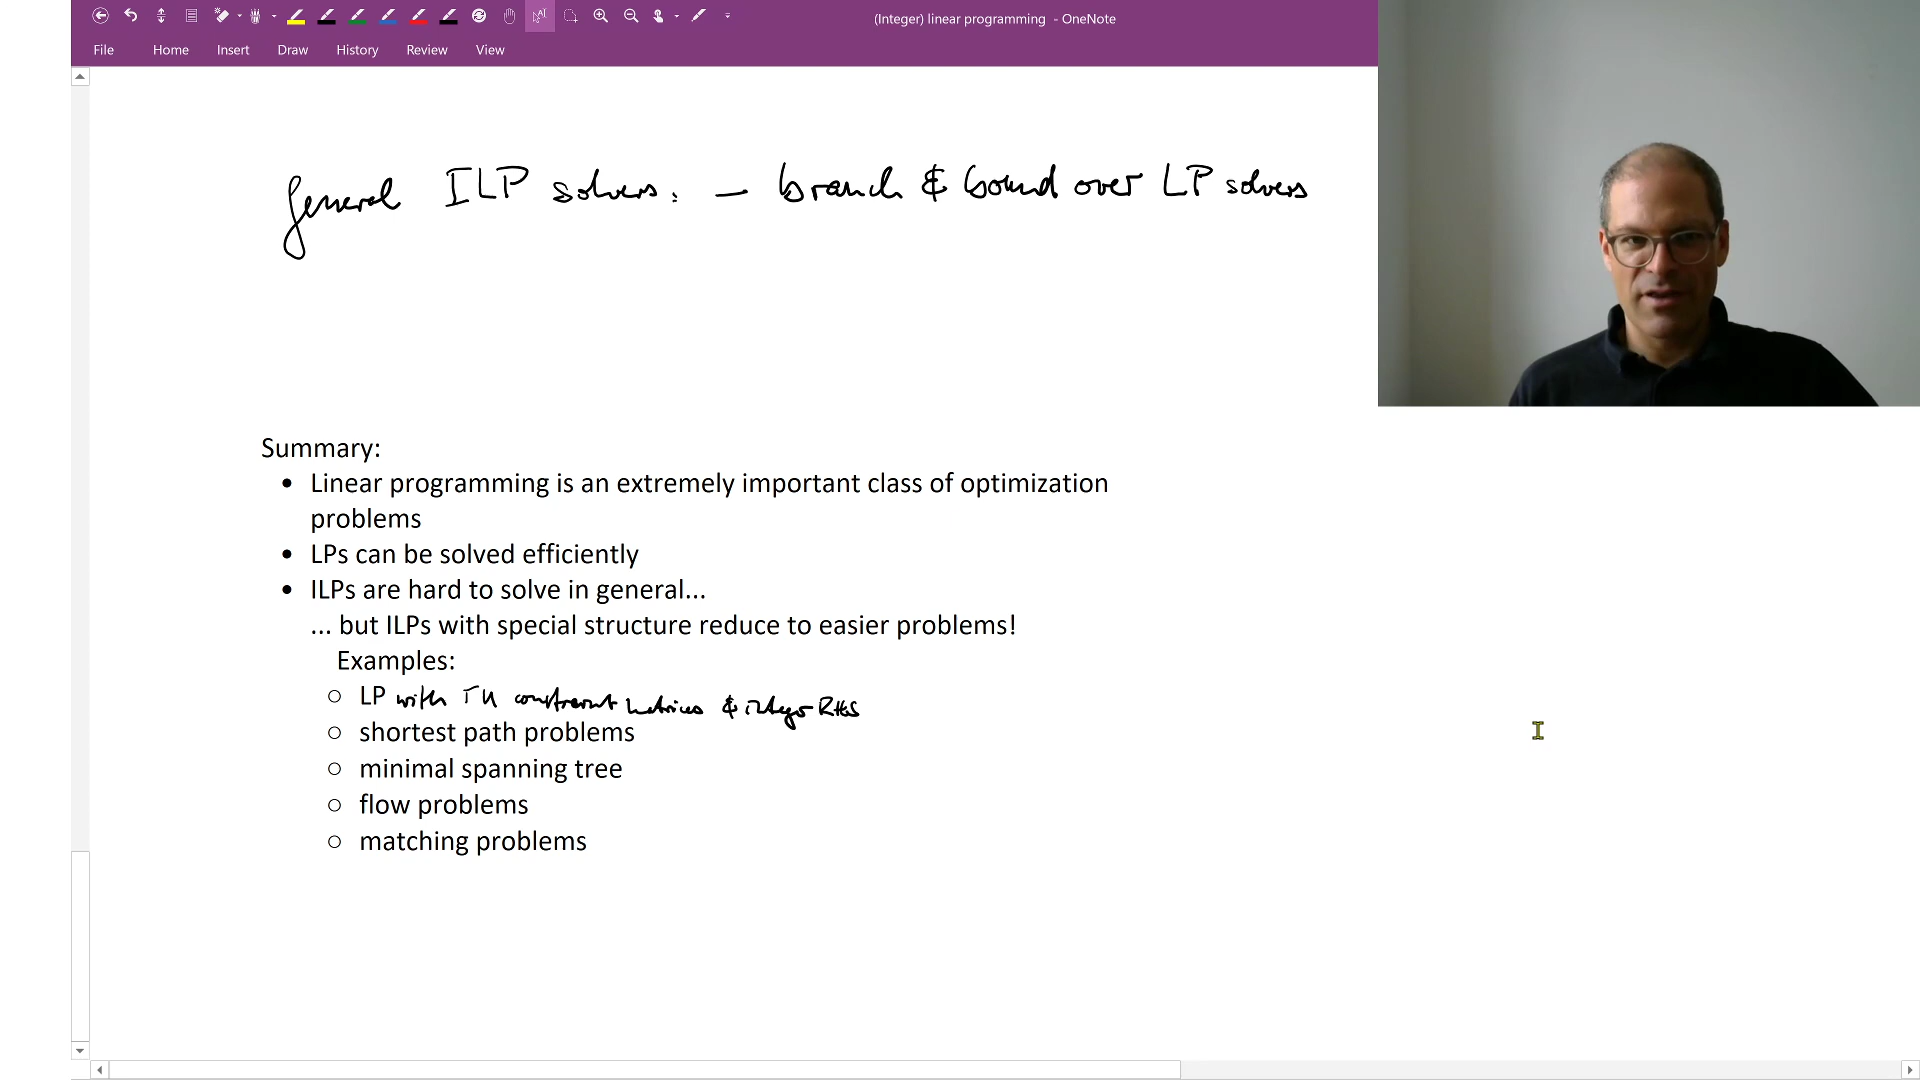 (Integer) linear programming - OneNote
File Home Insert Draw History Review View
general ILP solvers: – branch & bound over LP solvers
Summary:
• Linear programming is an extremely important class of optimization
problems
• LPs can be solved efficiently
• ILPs are hard to solve in general...
... but ILPs with special structure reduce to easier problems!
Examples:
○ LP with TU constraint matrices & integer RHS
○ shortest path problems
○ minimal spanning tree
○ flow problems
○ matching problems